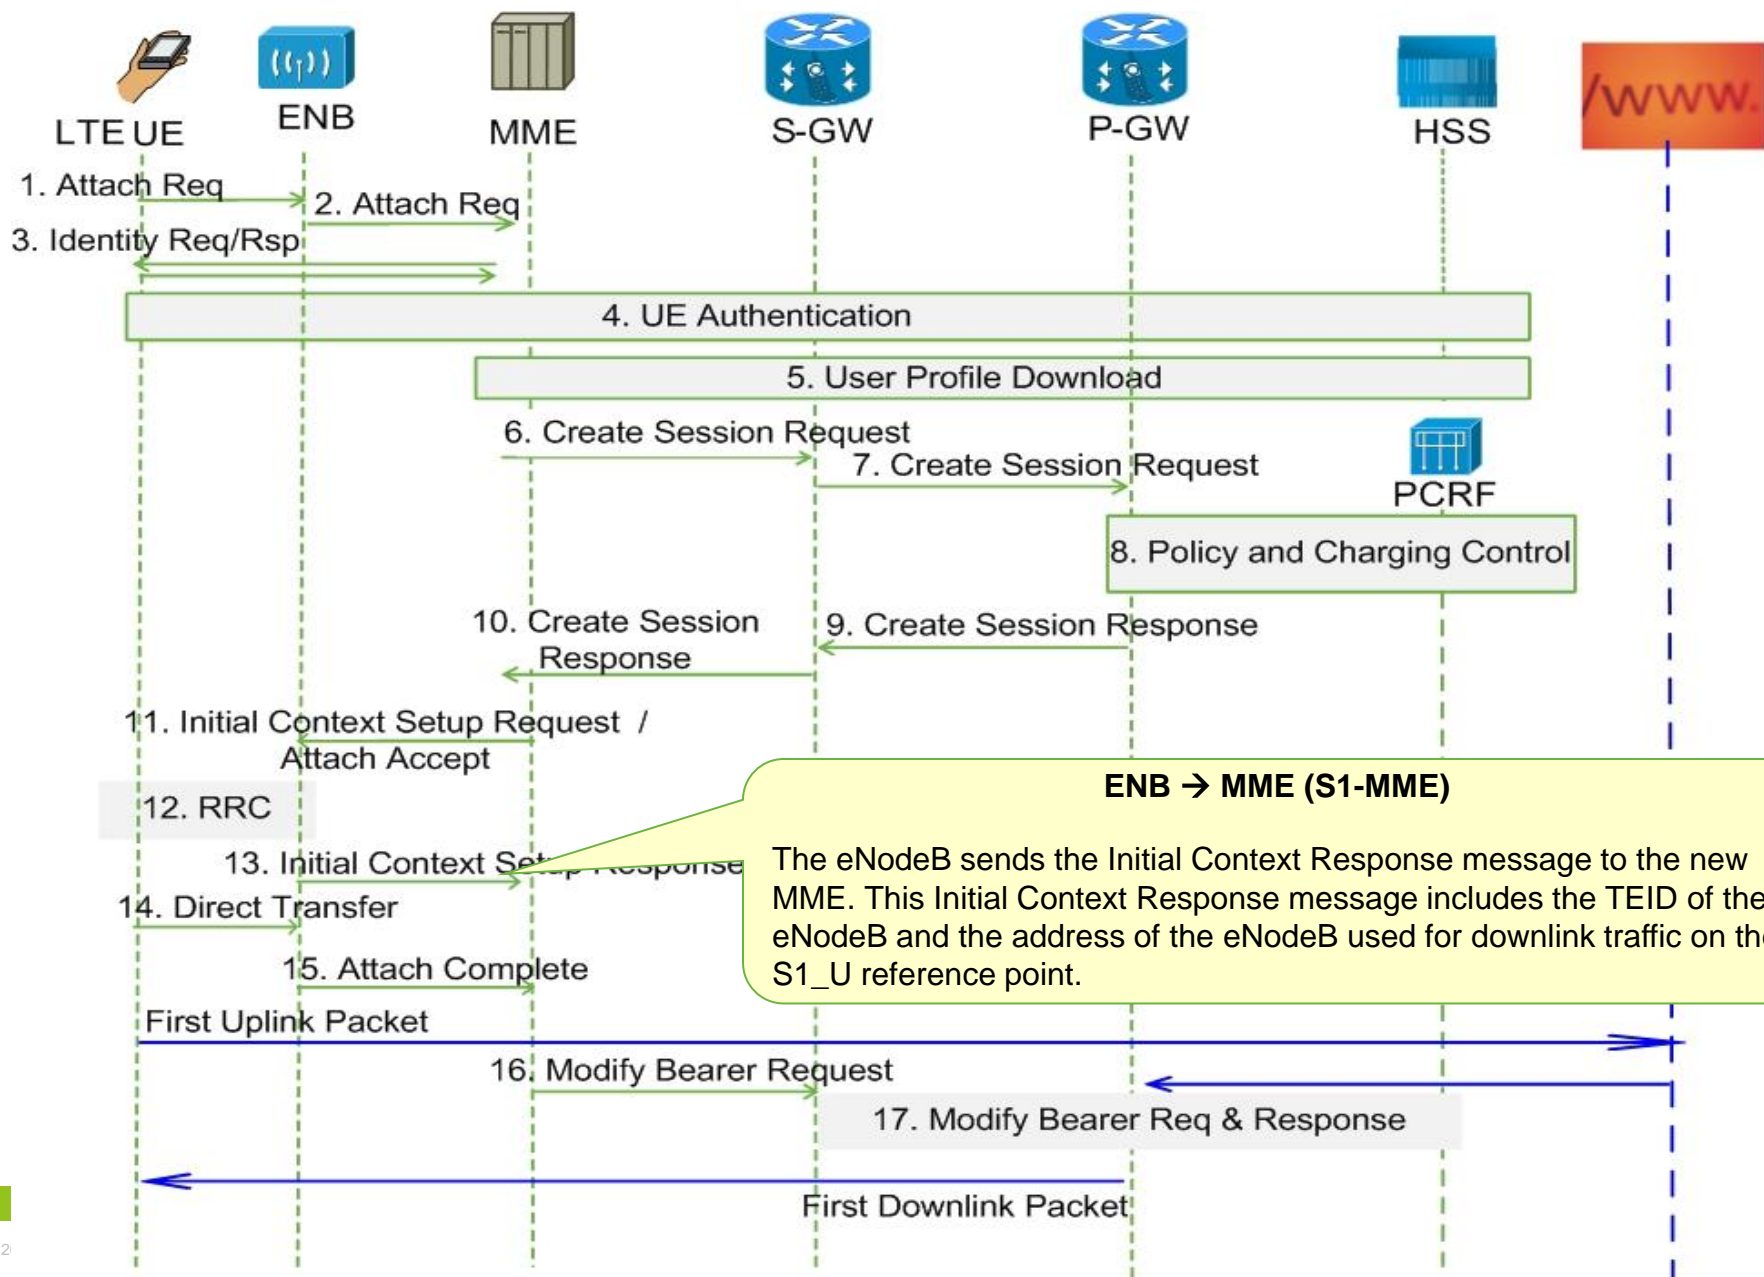 /www.
ENB
LTE UE
MME
S-GW
P-GW
HSS
1. Attach Req
2. Attach Req
3. Identity Req/Rsp
4. UE Authentication
5. User Profile Download
6. Create Session Request
7. Create Session Request
PCRF
8. Policy and Charging Control
10. Create Session
Response
9. Create Session Response
11. Initial Context Setup Request /
Attach Accept
12. RRC
ENB → MME (S1-MME)
The eNodeB sends the Initial Context Response message to the new
MME. This Initial Context Response message includes the TEID of the
eNodeB and the address of the eNodeB used for downlink traffic on the
S1_U reference point.
13. Initial Context Setup Response
14. Direct Transfer
15. Attach Complete
First Uplink Packet
16. Modify Bearer Request
17. Modify Bearer Req & Response
First Downlink Packet
2